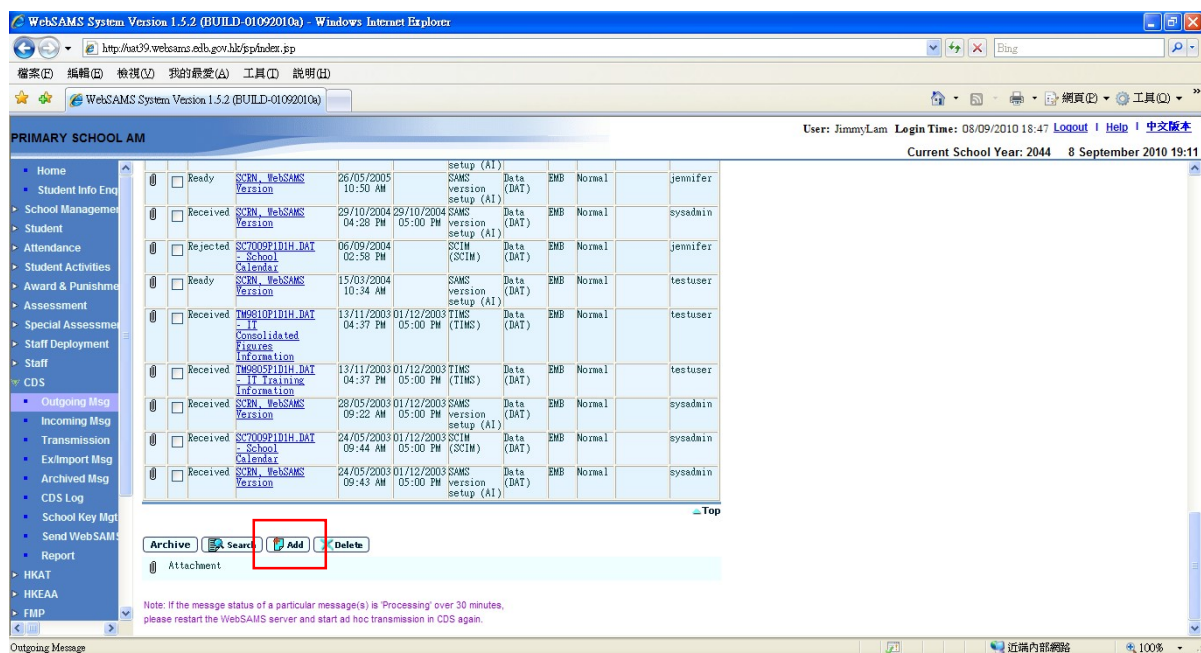 WebSAMS System Version 1.5.2 (BUILD-01092010a) - Windows Internet Explorer
http://uat39.websams.edb.gov.hk/jsp/index.jsp
Bing
檔案(F) 編輯(E) 檢視(V) 我的最愛(A) 工具(T) 說明(H)
WebSAMS System Version 1.5.2 (BUILD-01092010a)
網頁(P) 工具(O)
PRIMARY SCHOOL AM
User: JimmyLam Login Time: 08/09/2010 18:47 Logout | Help | 中文版本
Current School Year: 2044 8 September 2010 19:11
Home
Student Info Enq
School Managemen
Student
Attendance
Student Activities
Award & Punishme
Assessment
Special Assessmen
Staff Deployment
Staff
CDS
Outgoing Msg
Incoming Msg
Transmission
Ex/Import Msg
Archived Msg
CDS Log
School Key Mgt
Send WebSAMS
Report
HKAT
HKEAA
FMP
setup (AI)
Ready SCRN, WebSAMS Version 26/05/2005 10:50 AM SAMS version setup (AI) Data (DAT) EMB Normal jennifer
Received SCRN, WebSAMS Version 29/10/2004 04:28 PM 29/10/2004 05:00 PM SAMS version setup (AI) Data (DAT) EMB Normal sysadmin
Rejected SC7009P1D1H.DAT - School Calendar 06/09/2004 02:58 PM SCIM (SCIM) Data (DAT) EMB Normal jennifer
Ready SCRN, WebSAMS Version 15/03/2004 10:34 AM SAMS version setup (AI) Data (DAT) EMB Normal testuser
Received TM9810P1D1H.DAT - IT Consolidated Figures Information 13/11/2003 04:37 PM 01/12/2003 05:00 PM TIMS (TIMS) Data (DAT) EMB Normal testuser
Received TM9805P1D1H.DAT - IT Training Information 13/11/2003 04:37 PM 01/12/2003 05:00 PM TIMS (TIMS) Data (DAT) EMB Normal testuser
Received SCRN, WebSAMS Version 28/05/2003 09:22 AM 01/12/2003 05:00 PM SAMS version setup (AI) Data (DAT) EMB Normal sysadmin
Received SC7009P1D1H.DAT - School Calendar 24/05/2003 09:44 AM 01/12/2003 05:00 PM SCIM (SCIM) Data (DAT) EMB Normal sysadmin
Received SCRN, WebSAMS Version 24/05/2003 09:43 AM 01/12/2003 05:00 PM SAMS version setup (AI) Data (DAT) EMB Normal sysadmin
Top
Archive Search Add Delete
Attachment
Note: If the messge status of a particular message(s) is 'Processing' over 30 minutes,
please restart the WebSAMS server and start ad hoc transmission in CDS again.
Outgoing Message
近端內部網路 100%